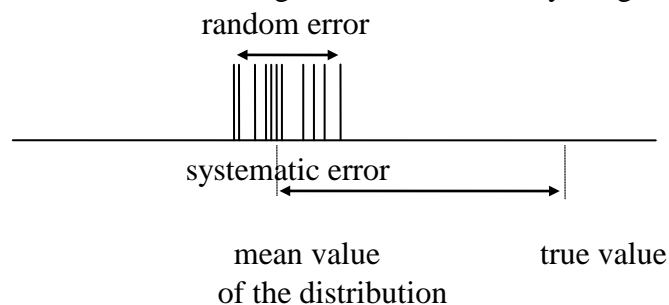 random error
systematic error
mean value
true value
of the distribution